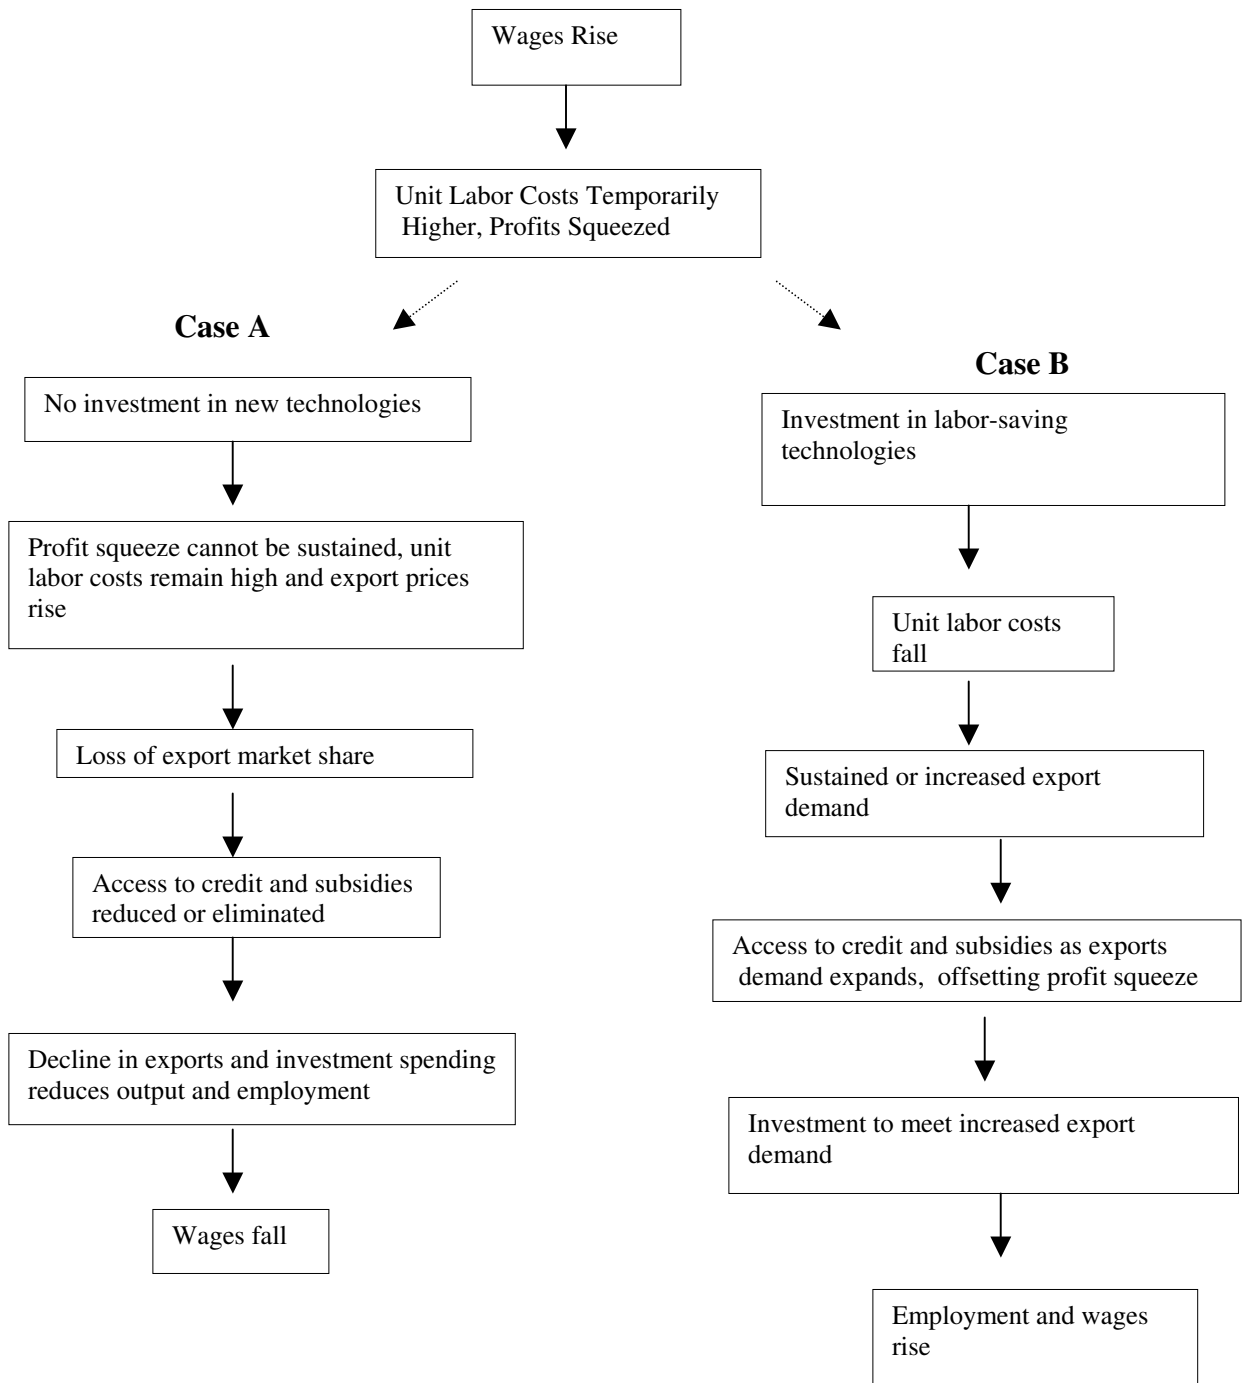 Wages Rise
Unit Labor Costs Temporarily
Higher, Profits Squeezed
Case A
No investment in new technologies
Profit squeeze cannot be sustained, unit
labor costs remain high and export prices
rise
Loss of export market share
Access to credit and subsidies
reduced or eliminated
Decline in exports and investment spending
reduces output and employment
Wages fall
Case B
Investment in labor-saving
technologies
Unit labor costs
fall
Sustained or increased export
demand
Access to credit and subsidies as exports
demand expands,  offsetting profit squeeze
Investment to meet increased export
demand
Employment and wages
rise